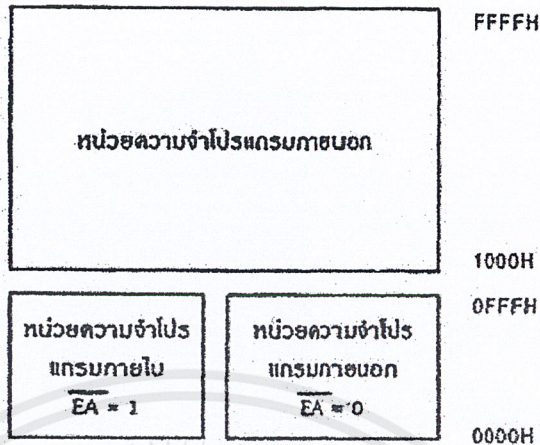 FFFFH
หน่วยความจำโปรแกรมภายนอก
1000H
0FFFH
หน่วยความจำโปร
แกรมภายใน
EA = 1
หน่วยความจำโปร
แกรมภายนอก
EA = 0
0000H